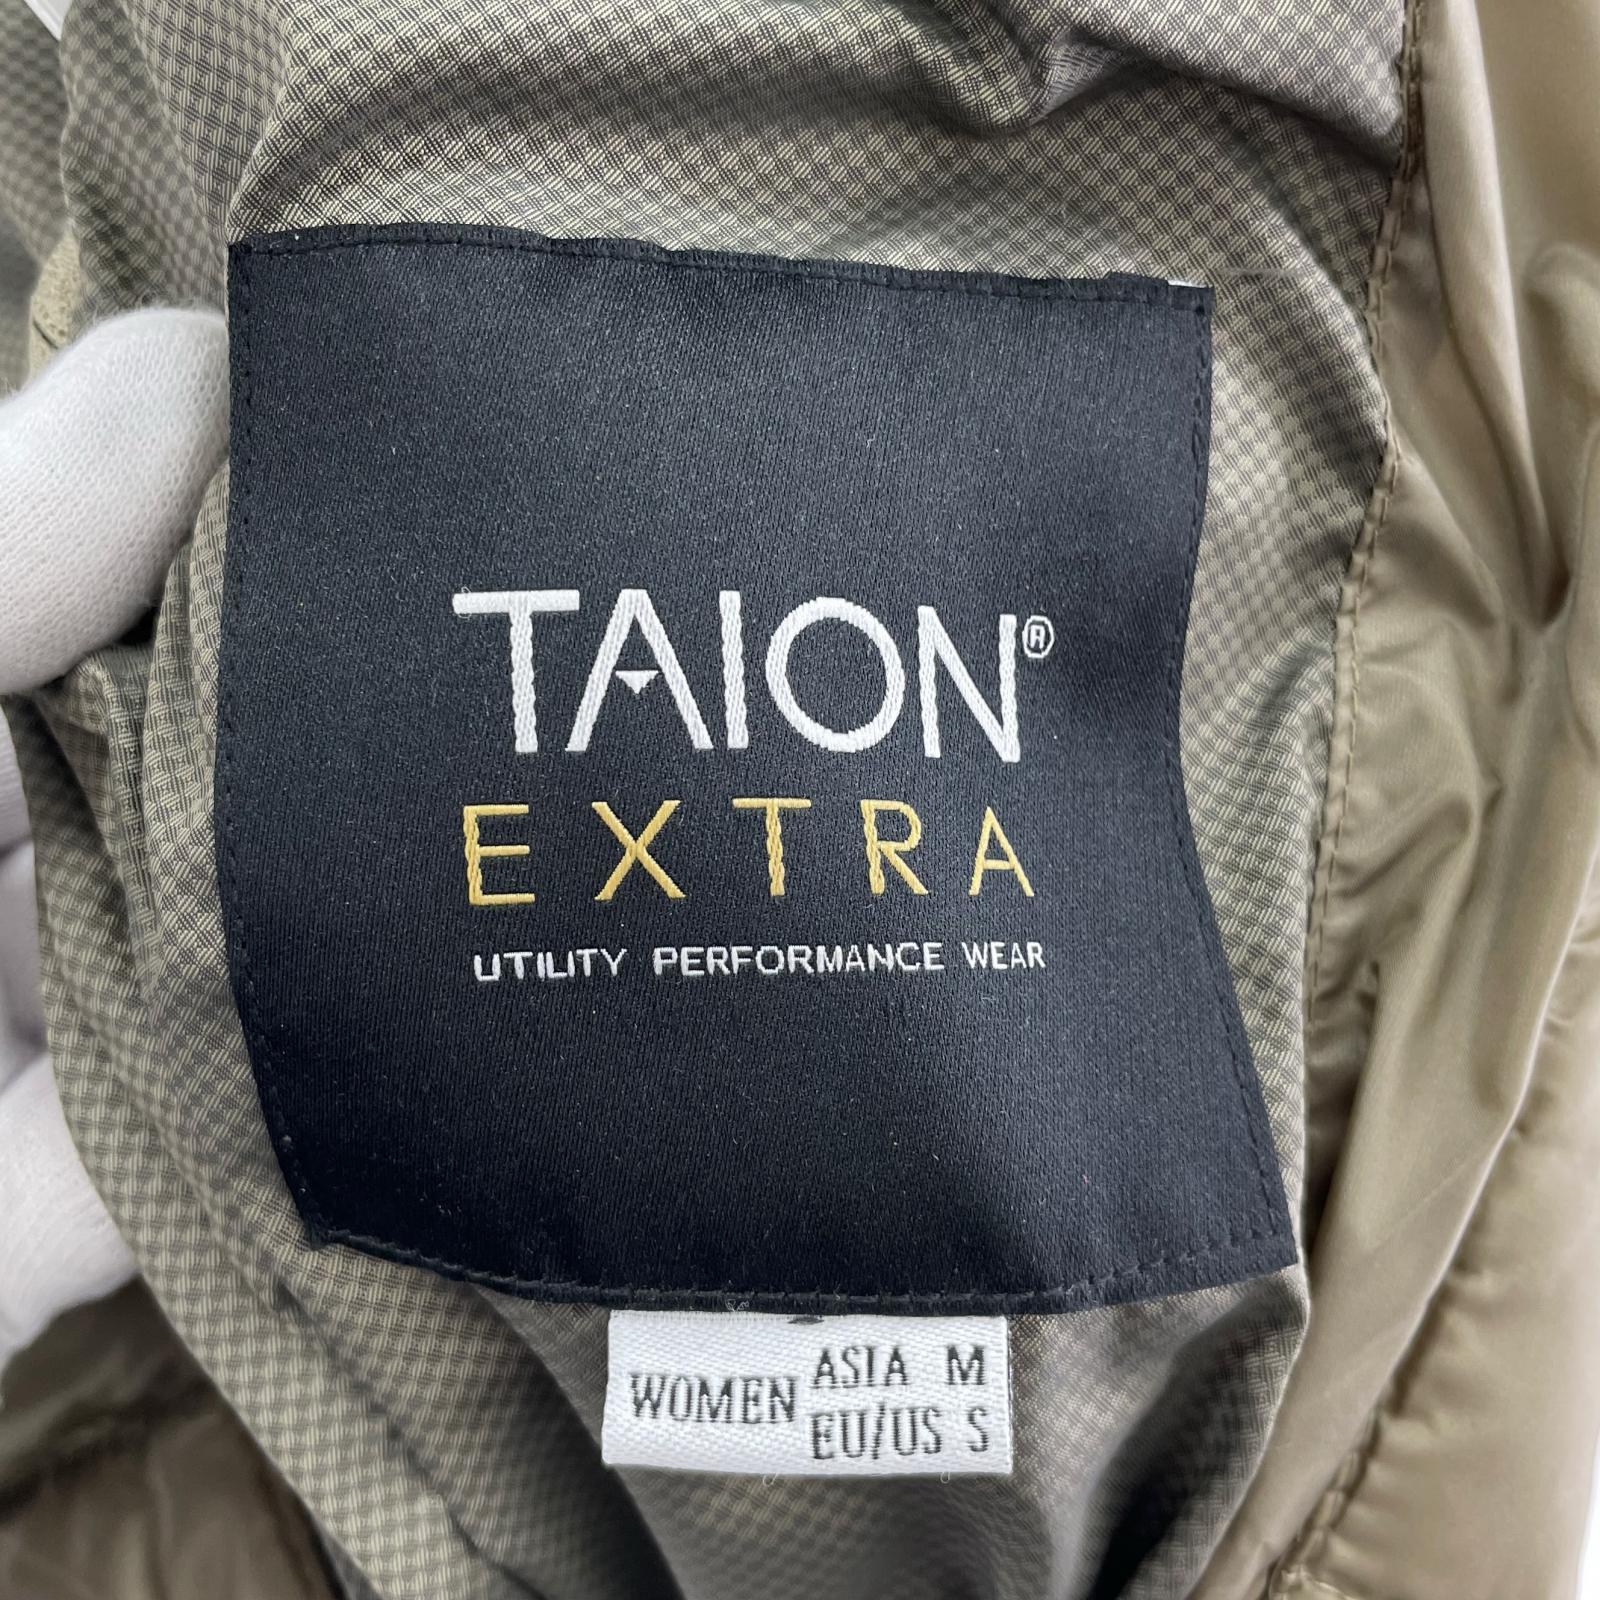 TAION®
EXTRA
UTILITY PERFORMANCE WEAR
WOMEN ASIA M
EU/US S